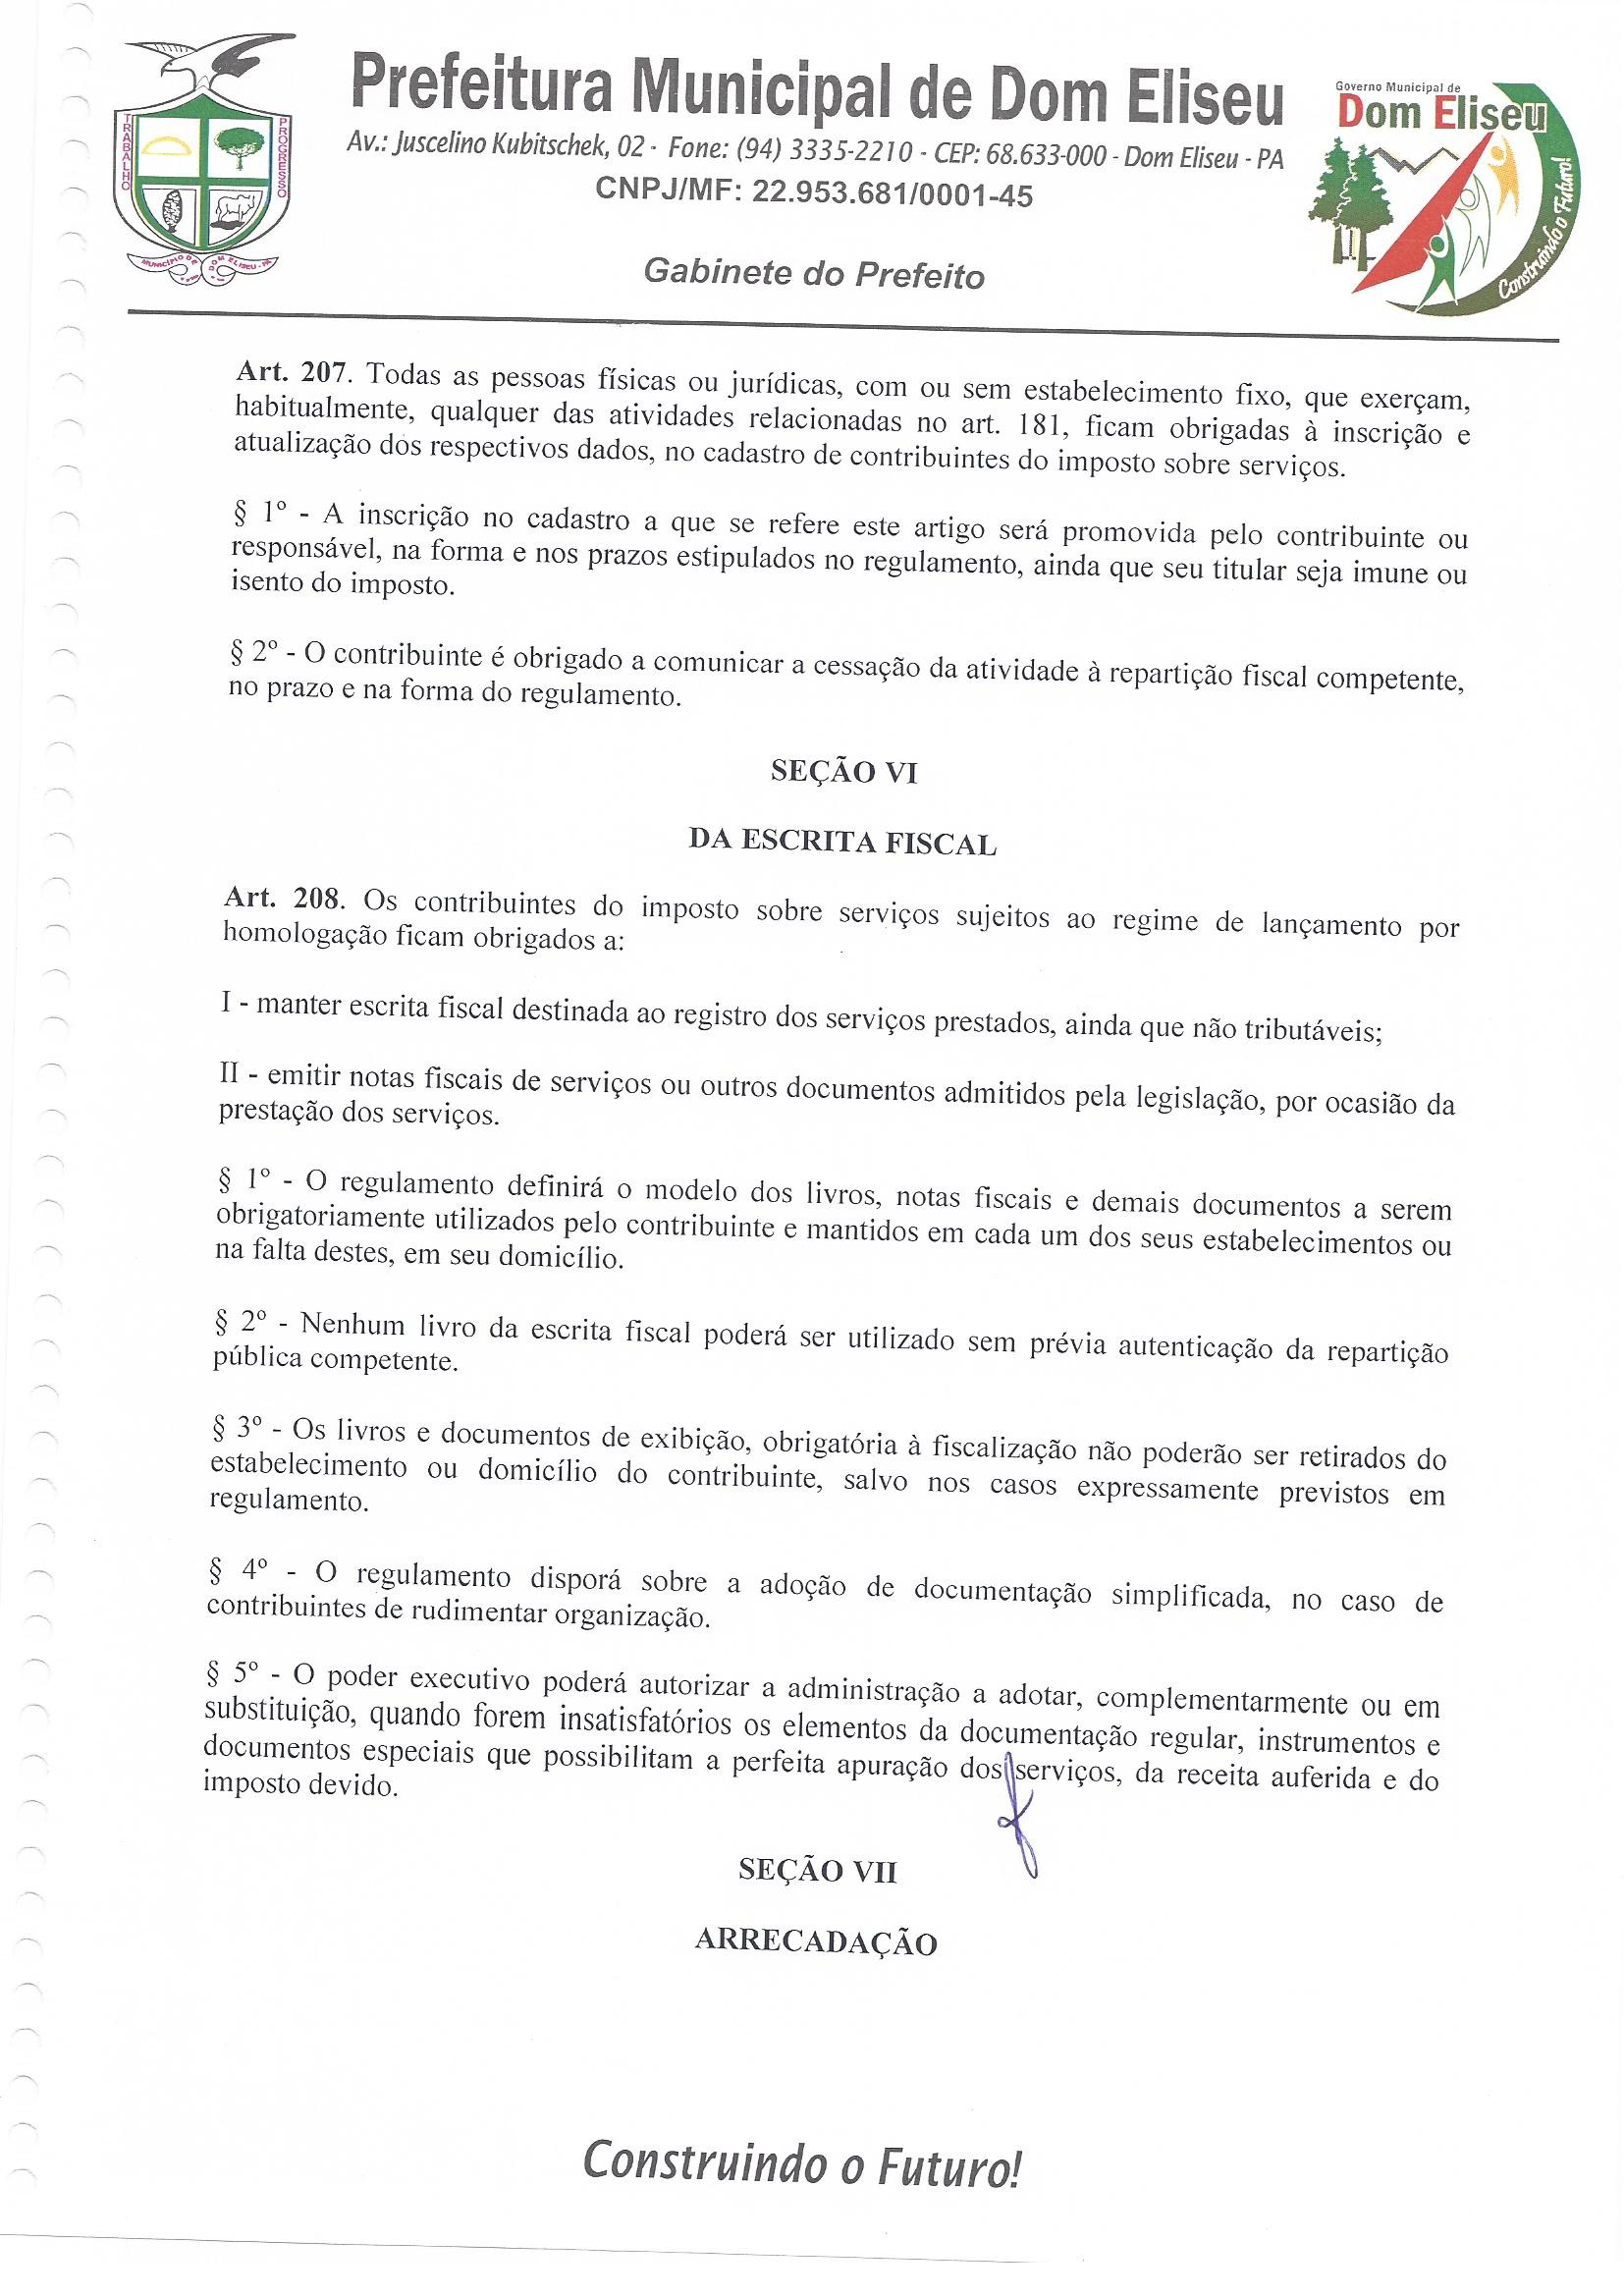 Prefeitura Municipal de Dom Eliseu
Av.: Juscelino Kubitschek, 02 - Fone: (94) 3335-2210 - CEP: 68.633-000 - Dom Eliseu - PA
CNPJ/MF: 22.953.681/0001-45
Gabinete do Prefeito
TRABALHO
PROGRESSO
MUNICÍPIO DE DOM ELISEU - PA
Governo Municipal de
Dom Eliseu
Construindo o Futuro!
Art. 207. Todas as pessoas físicas ou jurídicas, com ou sem estabelecimento fixo, que exerçam,
habitualmente, qualquer das atividades relacionadas no art. 181, ficam obrigadas à inscrição e
atualização dos respectivos dados, no cadastro de contribuintes do imposto sobre serviços.
§ 1º - A inscrição no cadastro a que se refere este artigo será promovida pelo contribuinte ou
responsável, na forma e nos prazos estipulados no regulamento, ainda que seu titular seja imune ou
isento do imposto.
§ 2º - O contribuinte é obrigado a comunicar a cessação da atividade à repartição fiscal competente,
no prazo e na forma do regulamento.
SEÇÃO VI
DA ESCRITA FISCAL
Art. 208. Os contribuintes do imposto sobre serviços sujeitos ao regime de lançamento por
homologação ficam obrigados a:
I - manter escrita fiscal destinada ao registro dos serviços prestados, ainda que não tributáveis;
II - emitir notas fiscais de serviços ou outros documentos admitidos pela legislação, por ocasião da
prestação dos serviços.
§ 1º - O regulamento definirá o modelo dos livros, notas fiscais e demais documentos a serem
obrigatoriamente utilizados pelo contribuinte e mantidos em cada um dos seus estabelecimentos ou
na falta destes, em seu domicílio.
§ 2º - Nenhum livro da escrita fiscal poderá ser utilizado sem prévia autenticação da repartição
pública competente.
§ 3º - Os livros e documentos de exibição, obrigatória à fiscalização não poderão ser retirados do
estabelecimento ou domicílio do contribuinte, salvo nos casos expressamente previstos em
regulamento.
§ 4º - O regulamento disporá sobre a adoção de documentação simplificada, no caso de
contribuintes de rudimentar organização.
§ 5º - O poder executivo poderá autorizar a administração a adotar, complementarmente ou em
substituição, quando forem insatisfatórios os elementos da documentação regular, instrumentos e
documentos especiais que possibilitam a perfeita apuração dos serviços, da receita auferida e do
imposto devido.
SEÇÃO VII
ARRECADAÇÃO
Construindo o Futuro!